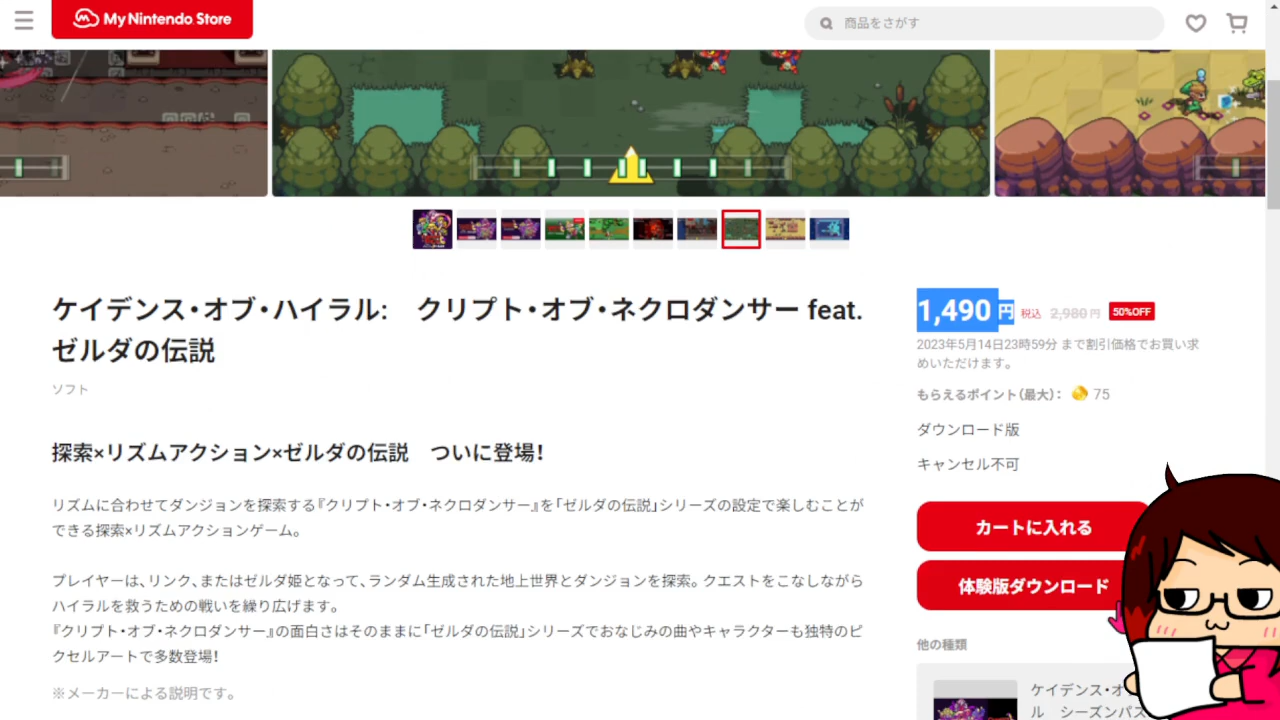 My Nintendo Store
商品をさがす
ケイデンス・オブ・ハイラル:　クリプト・オブ・ネクロダンサー feat.
ゼルダの伝説
ソフト
探索×リズムアクション×ゼルダの伝説　ついに登場！
リズムに合わせてダンジョンを探索する『クリプト・オブ・ネクロダンサー』を「ゼルダの伝説」シリーズの設定で楽しむことが
できる探索×リズムアクションゲーム。
プレイヤーは、リンク、またはゼルダ姫となって、ランダム生成された地上世界とダンジョンを探索。クエストをこなしながら
ハイラルを救うための戦いを繰り広げます。
『クリプト・オブ・ネクロダンサー』の面白さはそのままに「ゼルダの伝説」シリーズでおなじみの曲やキャラクターも独特のピ
クセルアートで多数登場！
※メーカーによる説明です。
1,490 円 税込 2,980円 50%OFF
2023年5月14日23時59分 まで割引価格でお買い求
めいただけます。
もらえるポイント（最大）： 75
ダウンロード版
キャンセル不可
カートに入れる
体験版ダウンロード
他の種類
ケイデンス・オ
ル　シーズンパス